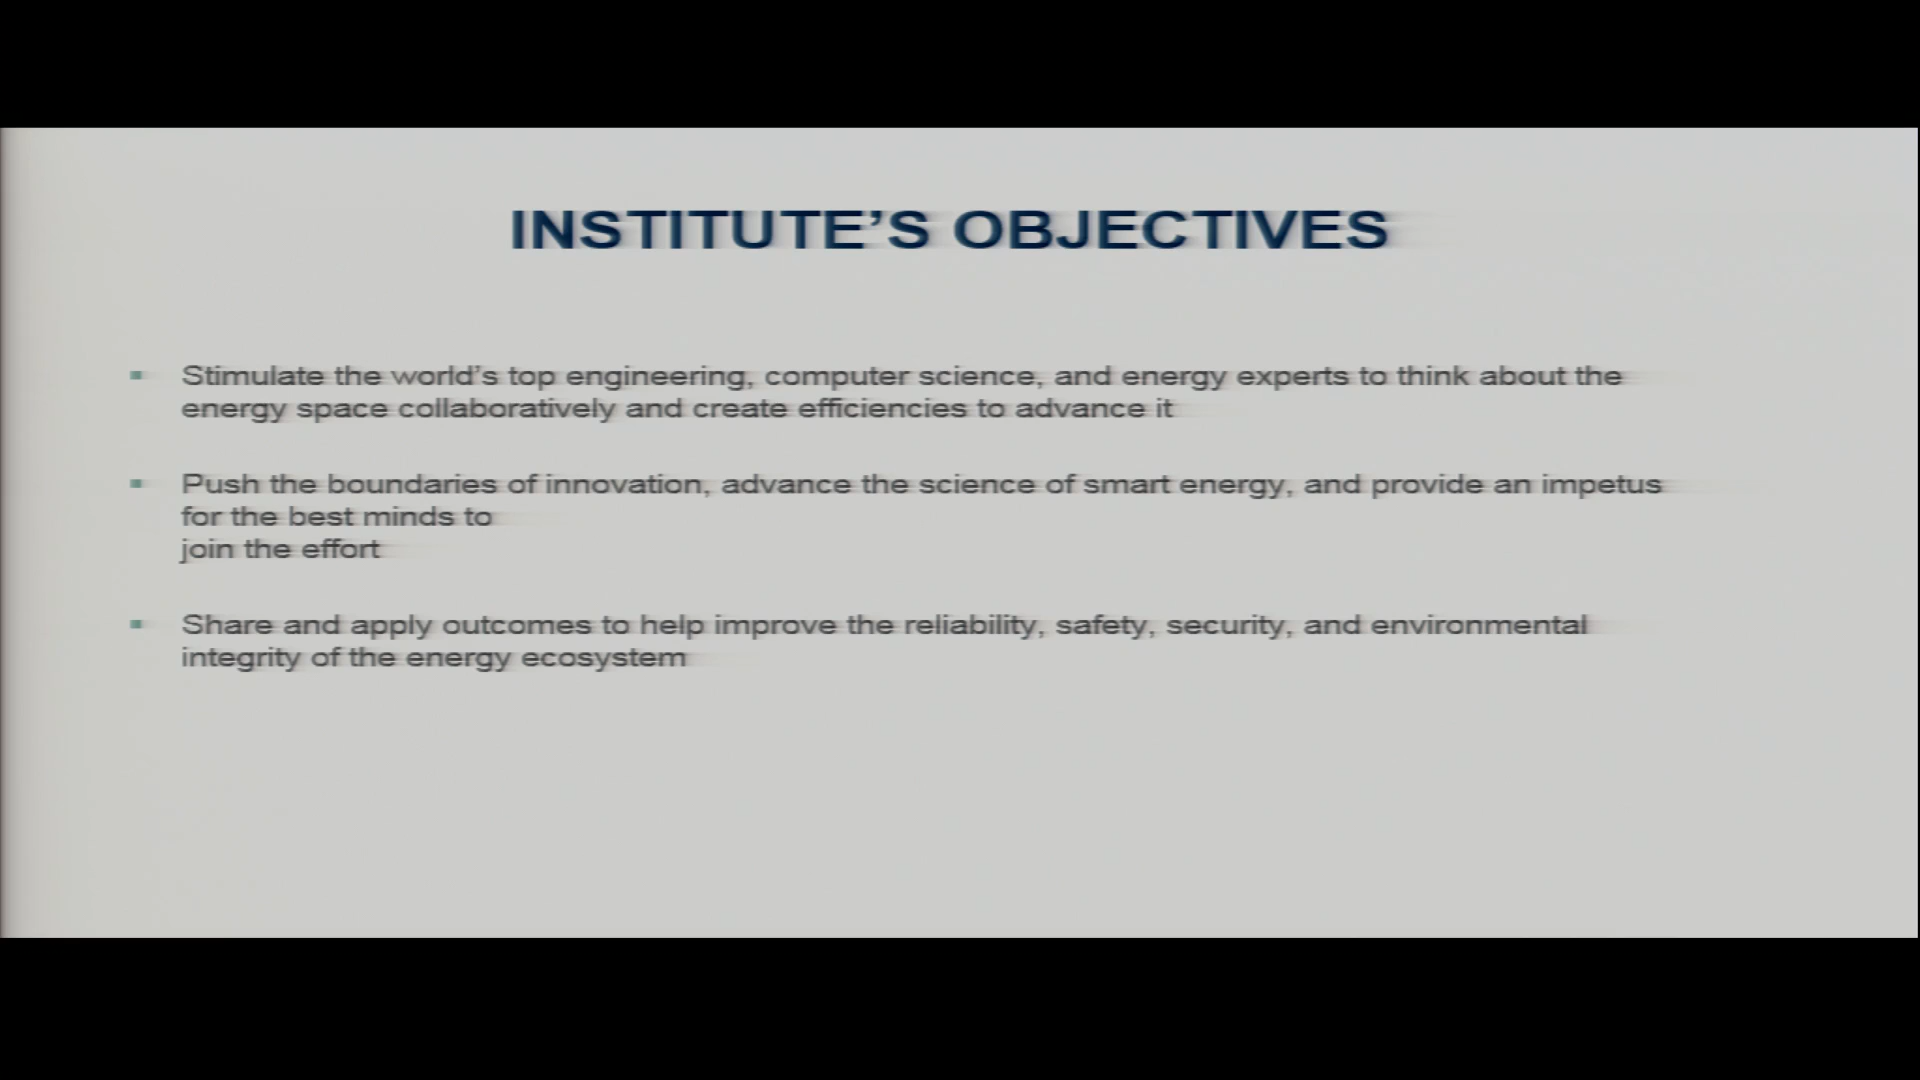 INSTITUTE’S OBJECTIVES
Stimulate the world’s top engineering, computer science, and energy experts to think about the
energy space collaboratively and create efficiencies to advance it
Push the boundaries of innovation, advance the science of smart energy, and provide an impetus
for the best minds to
join the effort
Share and apply outcomes to help improve the reliability, safety, security, and environmental
integrity of the energy ecosystem